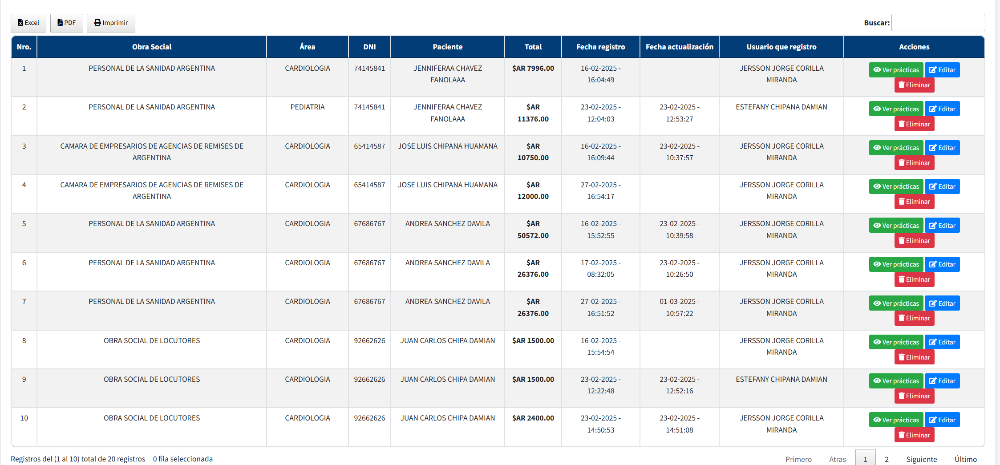 Excel PDF Imprimir Buscar:
Nro. Obra Social Área DNI Paciente Total Fecha registro Fecha actualización Usuario que registro Acciones
1 PERSONAL DE LA SANIDAD ARGENTINA CARDIOLOGIA 74145841 JENNIFERAA CHAVEZ $AR 7996.00 16-02-2025 - JERSSON JORGE CORILLA Ver prácticas Editar
FANOLAAA 16:04:49 MIRANDA Eliminar
2 PERSONAL DE LA SANIDAD ARGENTINA PEDIATRIA 74145841 JENNIFERAA CHAVEZ $AR 23-02-2025 - 23-02-2025 - ESTEFANY CHIPANA DAMIAN Ver prácticas Editar
FANOLAAA 11376.00 12:04:03 12:53:27 Eliminar
3 CAMARA DE EMPRESARIOS DE AGENCIAS DE REMISES DE CARDIOLOGIA 65414587 JOSE LUIS CHIPANA HUAMANA $AR 16-02-2025 - 23-02-2025 - JERSSON JORGE CORILLA Ver prácticas Editar
ARGENTINA 10750.00 16:09:44 10:37:57 MIRANDA Eliminar
4 CAMARA DE EMPRESARIOS DE AGENCIAS DE REMISES DE CARDIOLOGIA 65414587 JOSE LUIS CHIPANA HUAMANA $AR 27-02-2025 - JERSSON JORGE CORILLA Ver prácticas Editar
ARGENTINA 12000.00 16:54:17 MIRANDA Eliminar
5 PERSONAL DE LA SANIDAD ARGENTINA CARDIOLOGIA 67686767 ANDREA SANCHEZ DAVILA $AR 16-02-2025 - 23-02-2025 - JERSSON JORGE CORILLA Ver prácticas Editar
50572.00 15:52:55 10:39:58 MIRANDA Eliminar
6 PERSONAL DE LA SANIDAD ARGENTINA CARDIOLOGIA 67686767 ANDREA SANCHEZ DAVILA $AR 17-02-2025 - 23-02-2025 - JERSSON JORGE CORILLA Ver prácticas Editar
26376.00 08:32:05 10:26:50 MIRANDA Eliminar
7 PERSONAL DE LA SANIDAD ARGENTINA CARDIOLOGIA 67686767 ANDREA SANCHEZ DAVILA $AR 27-02-2025 - 01-03-2025 - JERSSON JORGE CORILLA Ver prácticas Editar
26376.00 16:51:52 10:57:22 MIRANDA Eliminar
8 OBRA SOCIAL DE LOCUTORES CARDIOLOGIA 92662626 JUAN CARLOS CHIPA DAMIAN $AR 1500.00 16-02-2025 - JERSSON JORGE CORILLA Ver prácticas Editar
15:54:54 MIRANDA Eliminar
9 OBRA SOCIAL DE LOCUTORES CARDIOLOGIA 92662626 JUAN CARLOS CHIPA DAMIAN $AR 1500.00 23-02-2025 - 23-02-2025 - ESTEFANY CHIPANA DAMIAN Ver prácticas Editar
12:22:48 12:52:16 Eliminar
10 OBRA SOCIAL DE LOCUTORES CARDIOLOGIA 92662626 JUAN CARLOS CHIPA DAMIAN $AR 2400.00 23-02-2025 - 23-02-2025 - JERSSON JORGE CORILLA Ver prácticas Editar
14:50:53 14:51:08 MIRANDA Eliminar
Registros del (1 al 10) total de 20 registros 0 fila seleccionada Primero Atras 1 2 Siguiente Último